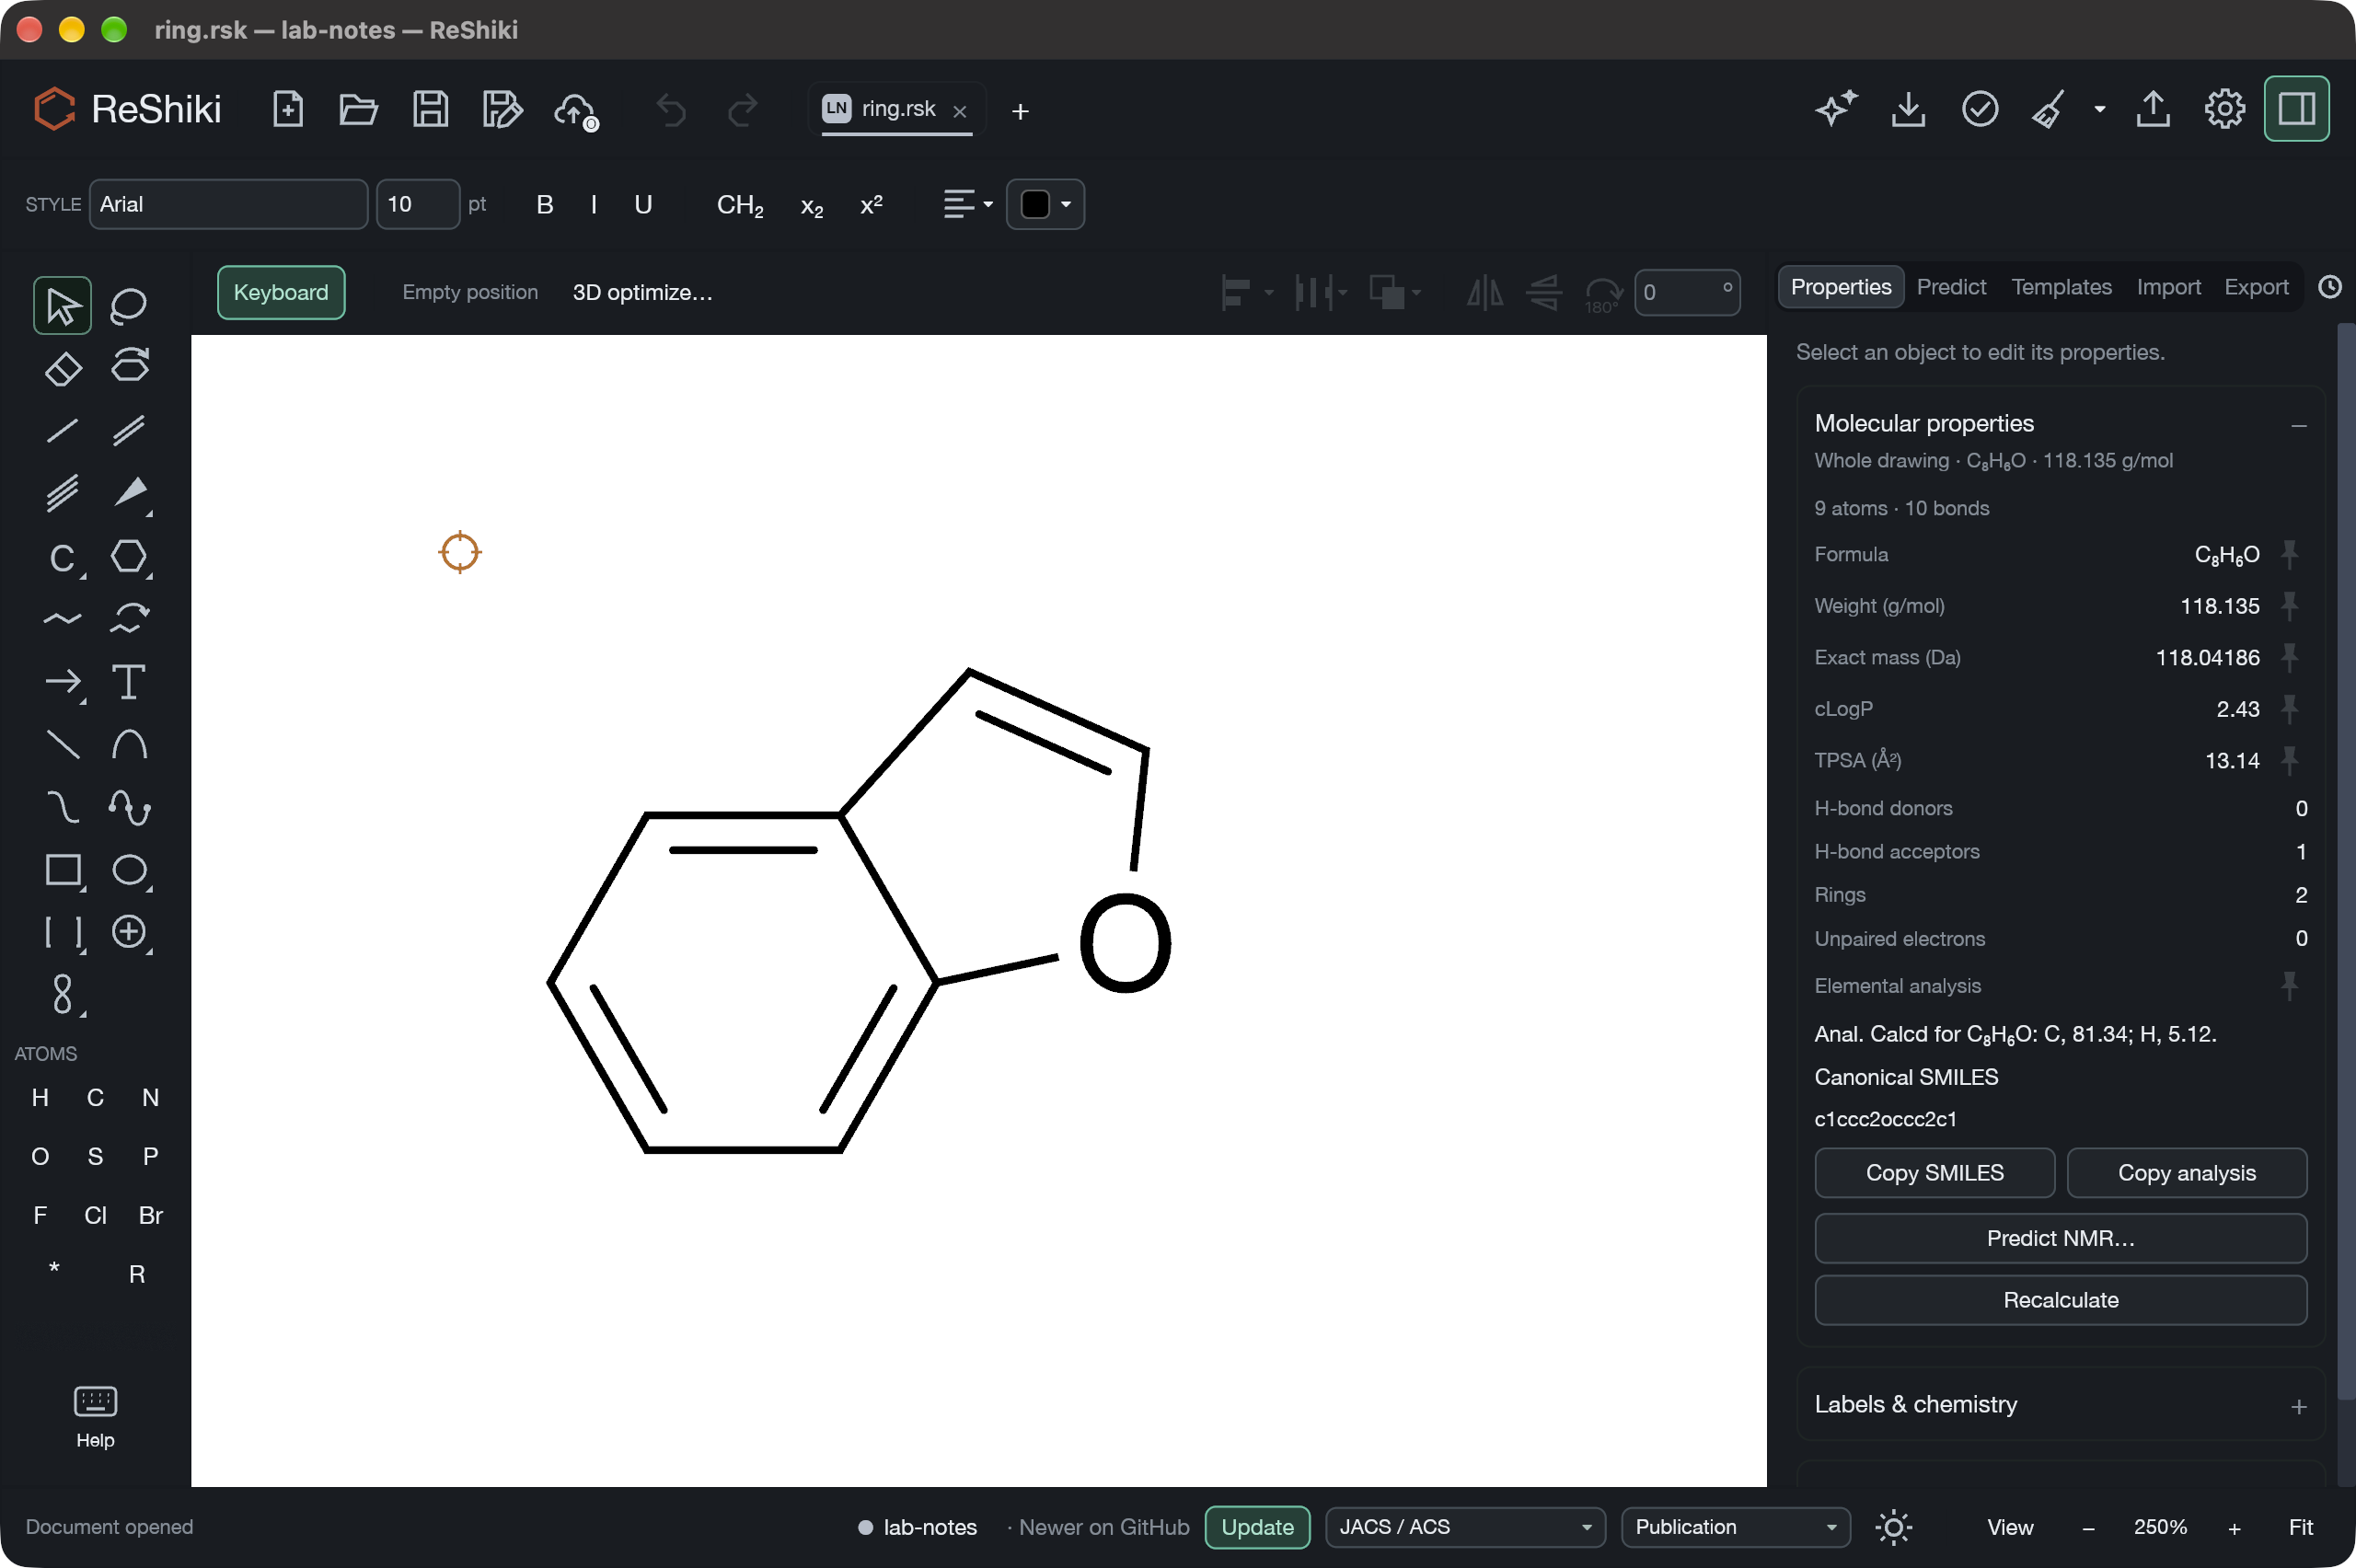 ring.rsk — lab-notes — ReShiki
ReShiki
LN ring.rsk × +
STYLE Arial 10 pt B I U CH₂ x₂ x²
Keyboard Empty position 3D optimize... 180° 0 °
Properties Predict Templates Import Export
Select an object to edit its properties.
Molecular properties −
Whole drawing · C₈H₆O · 118.135 g/mol
9 atoms · 10 bonds
Formula C₈H₆O
Weight (g/mol) 118.135
Exact mass (Da) 118.04186
cLogP 2.43
TPSA (Å²) 13.14
H-bond donors 0
H-bond acceptors 1
Rings 2
Unpaired electrons 0
Elemental analysis
Anal. Calcd for C₈H₆O: C, 81.34; H, 5.12.
Canonical SMILES
c1ccc2occc2c1
Copy SMILES Copy analysis
Predict NMR...
Recalculate
Labels & chemistry +
C
T
[ ]
ATOMS
H C N
O S P
F Cl Br
* R
Help
O
Document opened
lab-notes · Newer on GitHub Update JACS / ACS Publication View − 250% + Fit